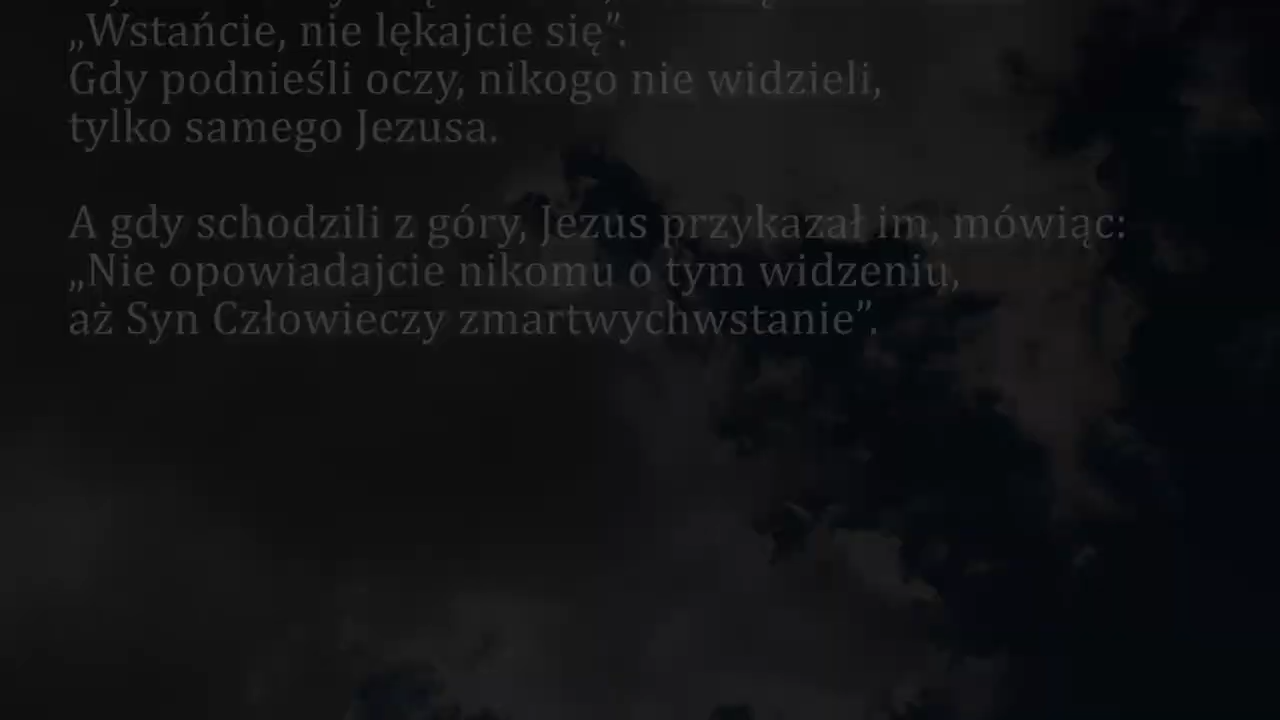 „Wstańcie, nie lękajcie się”.
Gdy podnieśli oczy, nikogo nie widzieli,
tylko samego Jezusa.
A gdy schodzili z góry, Jezus przykazał im, mówiąc:
„Nie opowiadajcie nikomu o tym widzeniu,
aż Syn Człowieczy zmartwychwstanie”.